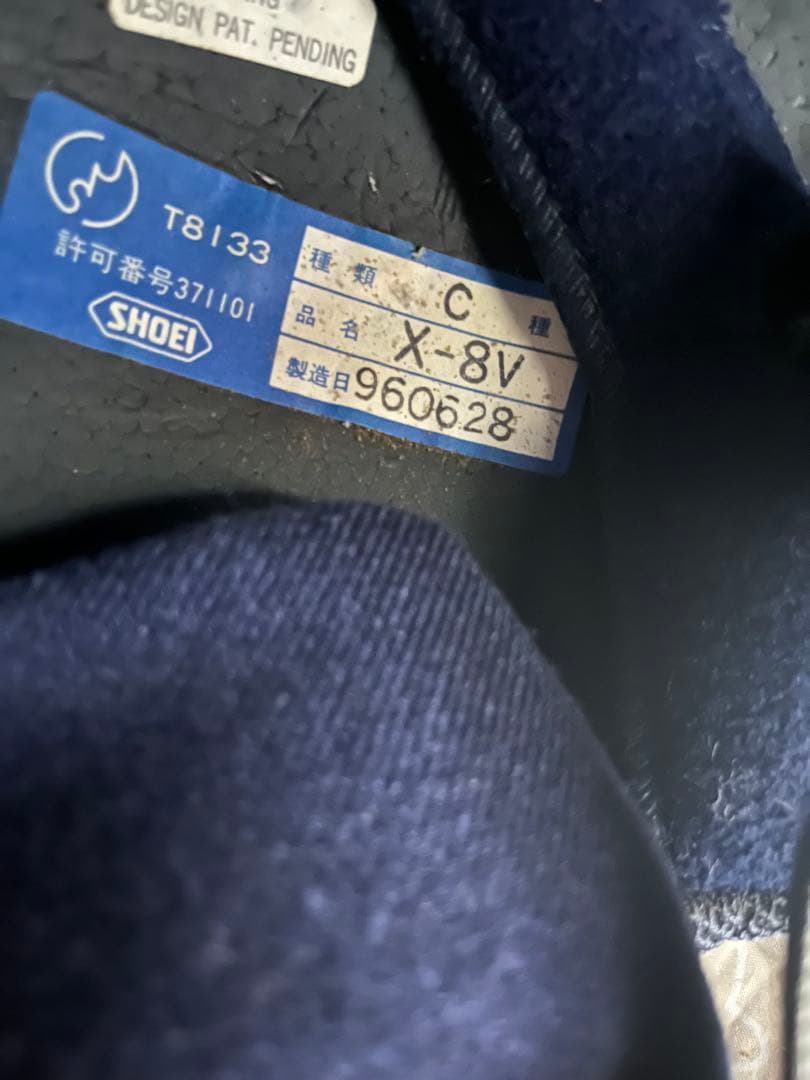 DESIGN PAT. PENDING
T8133
許可番号371101
SHOEI
種類 C 種
品名 X-8V
製造日960628